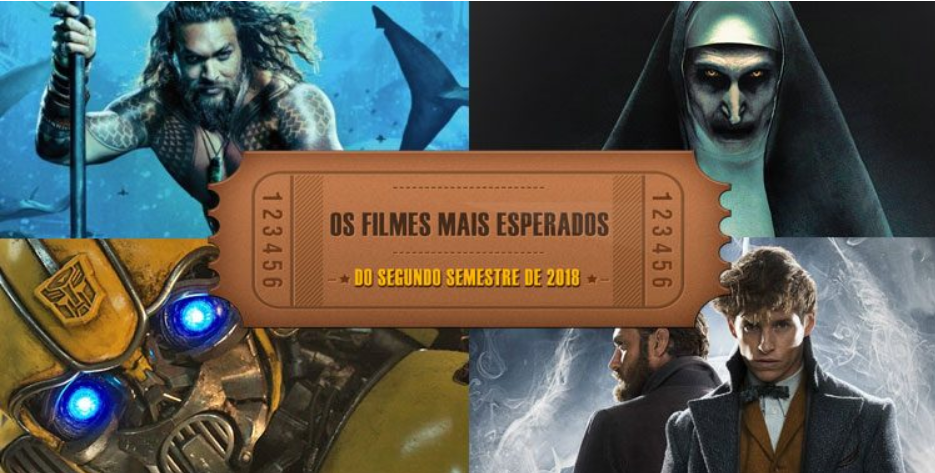 OS FILMES MAIS ESPERADOS
DO SEGUNDO SEMESTRE DE 2018
123456
123456